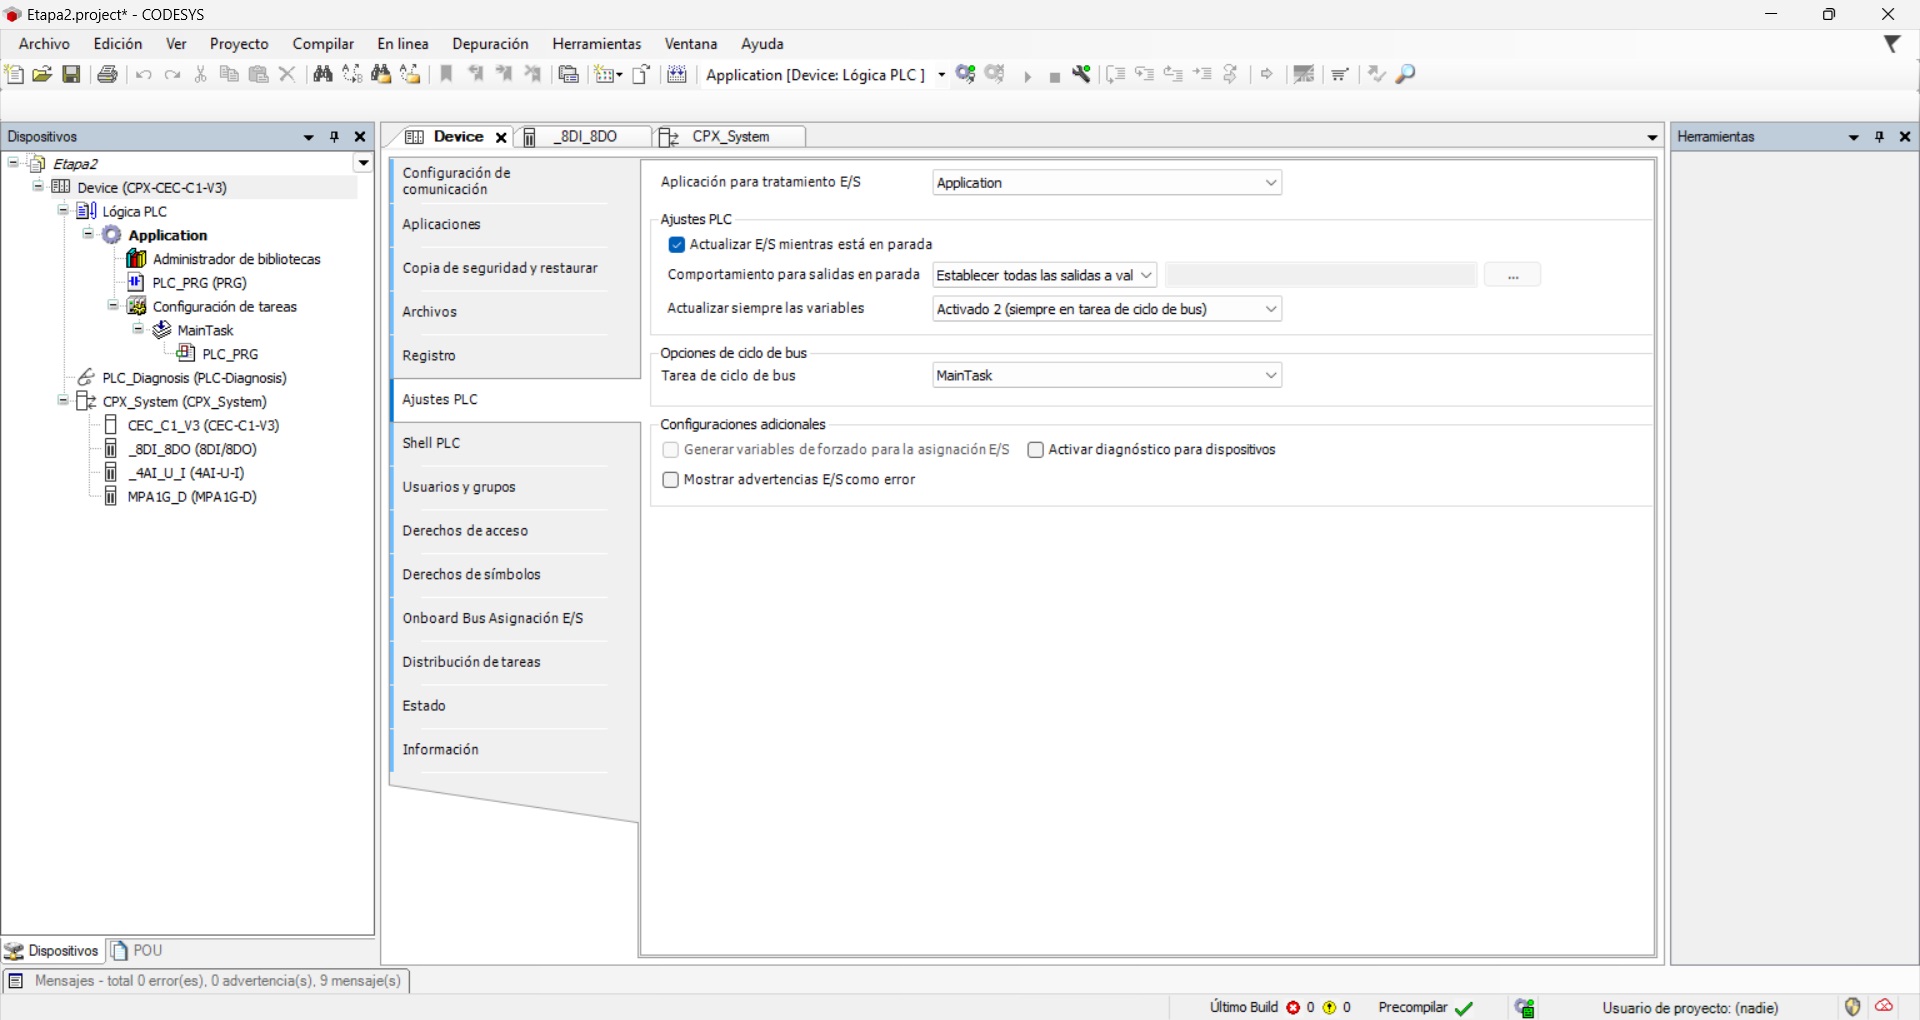 Etapa2.project* - CODESYS
Archivo Edición Ver Proyecto Compilar En linea Depuración Herramientas Ventana Ayuda
Application [Device: Lógica PLC ]
Dispositivos
Etapa2
Device (CPX-CEC-C1-V3)
Lógica PLC
Application
Administrador de bibliotecas
PLC_PRG (PRG)
Configuración de tareas
MainTask
PLC_PRG
PLC_Diagnosis (PLC-Diagnosis)
CPX_System (CPX_System)
CEC_C1_V3 (CEC-C1-V3)
_8DI_8DO (8DI/8DO)
_4AI_U_I (4AI-U-I)
MPA1G_D (MPA1G-D)
Dispositivos POU
Device _8DI_8DO CPX_System
Configuración de
comunicación
Aplicaciones
Copia de seguridad y restaurar
Archivos
Registro
Ajustes PLC
Shell PLC
Usuarios y grupos
Derechos de acceso
Derechos de símbolos
Onboard Bus Asignación E/S
Distribución de tareas
Estado
Información
Aplicación para tratamiento E/S Application
Ajustes PLC
Actualizar E/S mientras está en parada
Comportamiento para salidas en parada Establecer todas las salidas a val ...
Actualizar siempre las variables Activado 2 (siempre en tarea de ciclo de bus)
Opciones de ciclo de bus
Tarea de ciclo de bus MainTask
Configuraciones adicionales
Generar variables de forzado para la asignación E/S Activar diagnóstico para dispositivos
Mostrar advertencias E/S como error
Herramientas
Mensajes - total 0 error(es), 0 advertencia(s), 9 mensaje(s)
Último Build 0 0 Precompilar Usuario de proyecto: (nadie)